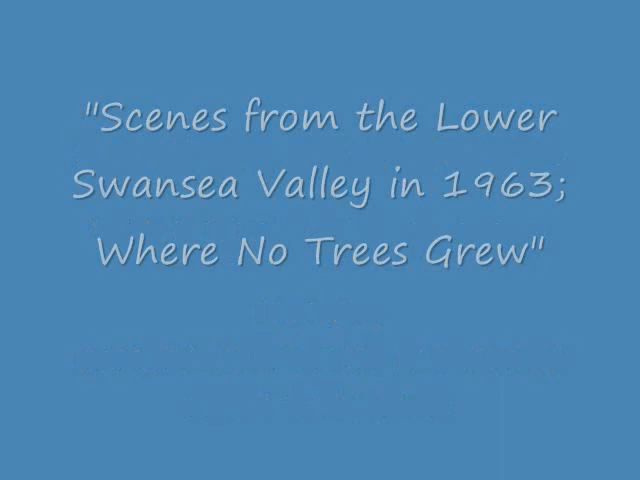 "Scenes from the Lower
Swansea Valley in 1963;
Where No Trees Grew"